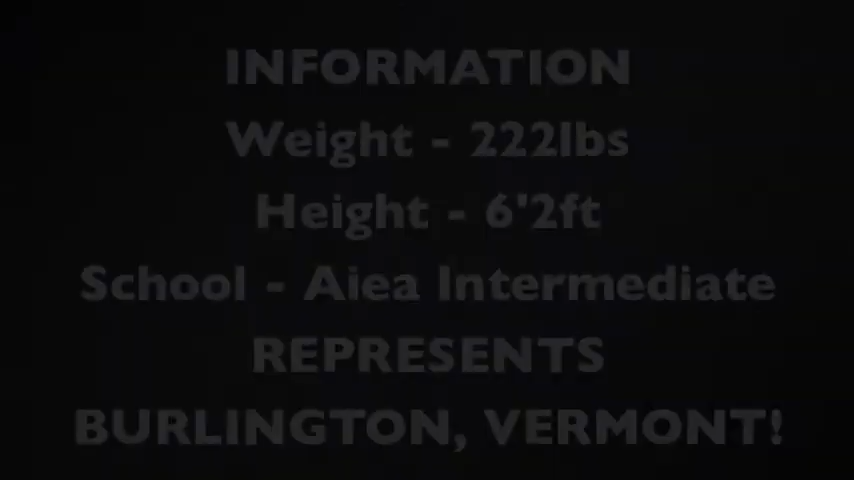 INFORMATION
Weight - 222lbs
Height - 6'2ft
School - Aiea Intermediate
REPRESENTS
BURLINGTON, VERMONT!